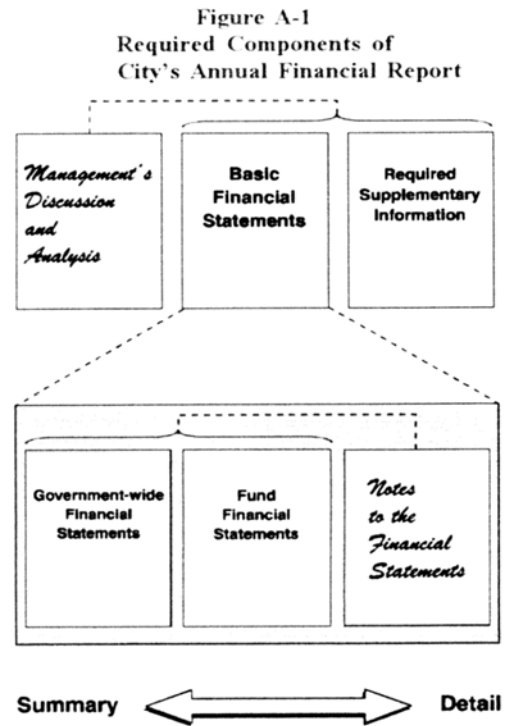 Figure A-1
Required Components of
City's Annual Financial Report
Management's
Discussion
and
Analysis
Basic
Financial
Statements
Required
Supplementary
Information
Government-wide
Financial
Statements
Fund
Financial
Statements
Notes
to the
Financial
Statements
Summary
Detail